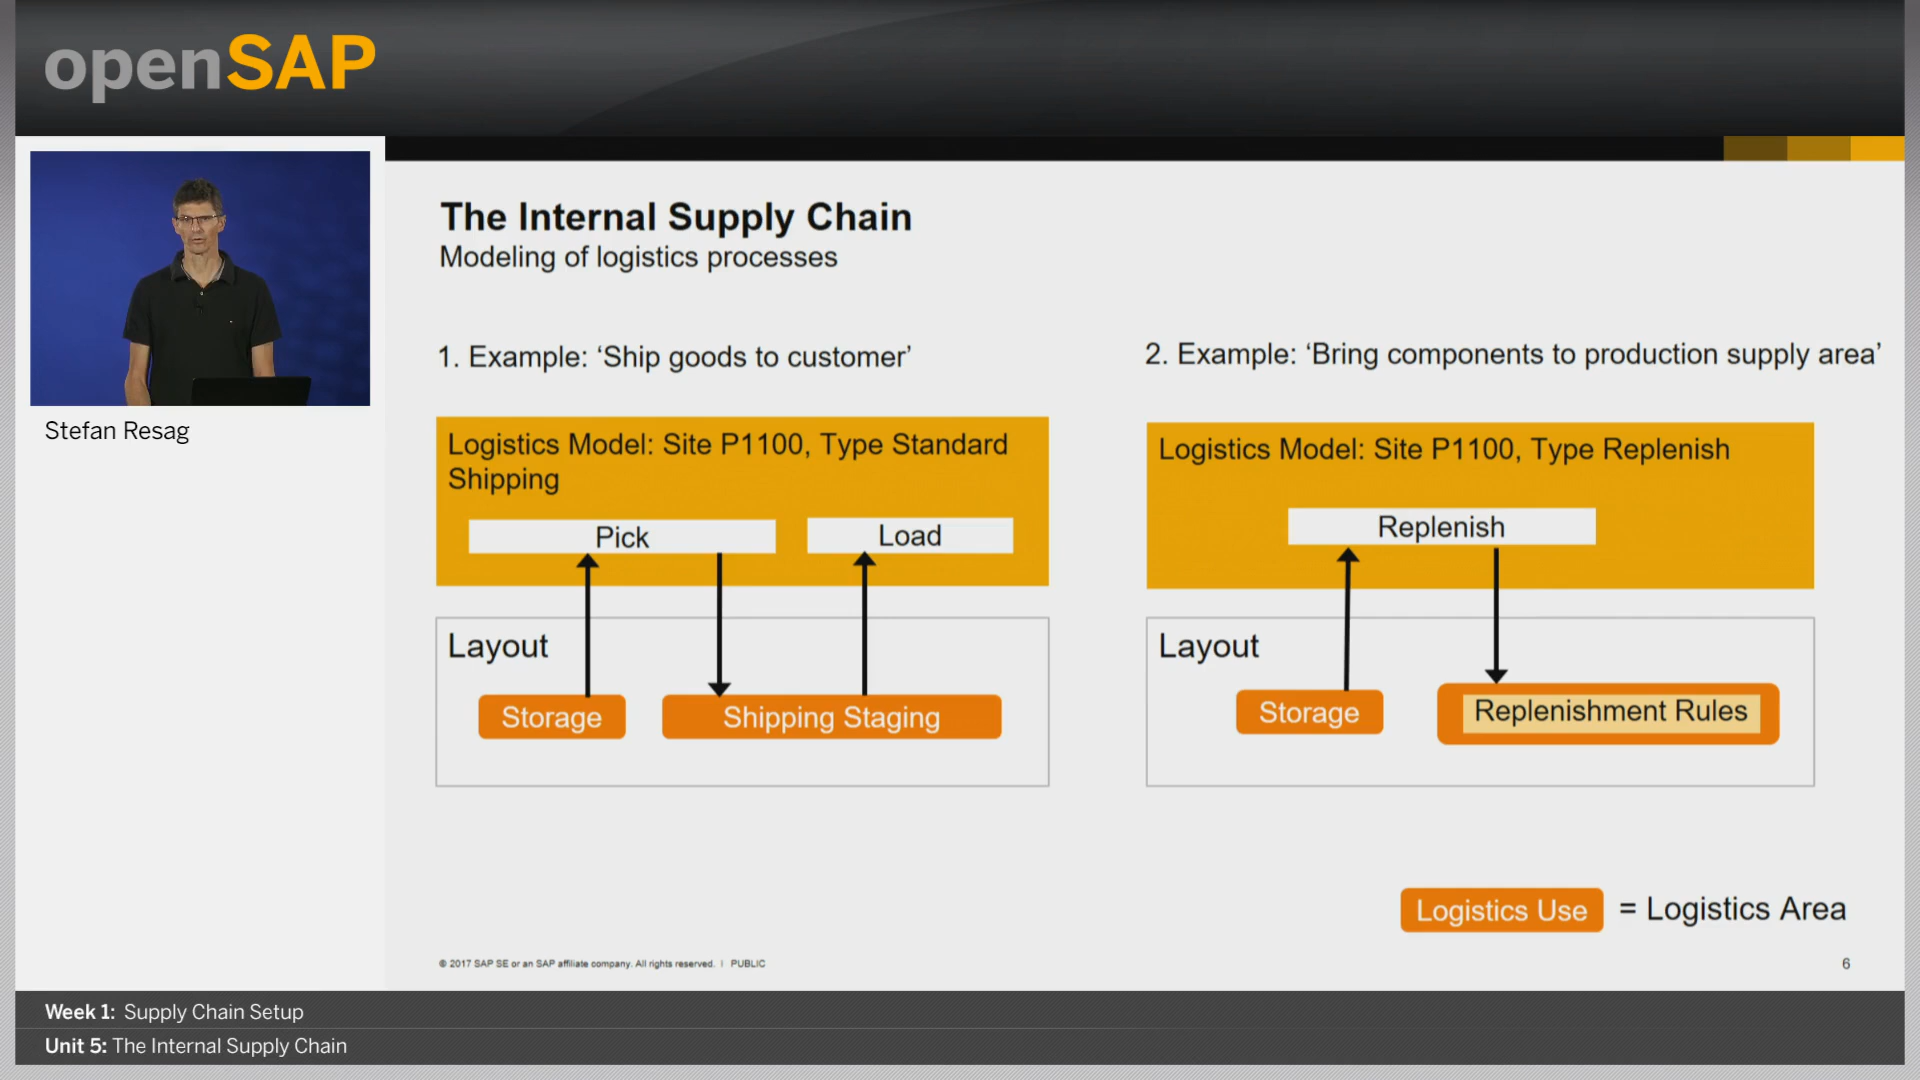 openSAP
Stefan Resag
The Internal Supply Chain
Modeling of logistics processes
1. Example: ‘Ship goods to customer’
Logistics Model: Site P1100, Type Standard
Shipping
Pick
Load
Layout
Storage
Shipping Staging
2. Example: ‘Bring components to production supply area’
Logistics Model: Site P1100, Type Replenish
Replenish
Layout
Storage
Replenishment Rules
Logistics Use = Logistics Area
© 2017 SAP SE or an SAP affiliate company. All rights reserved. | PUBLIC
6
Week 1: Supply Chain Setup
Unit 5: The Internal Supply Chain